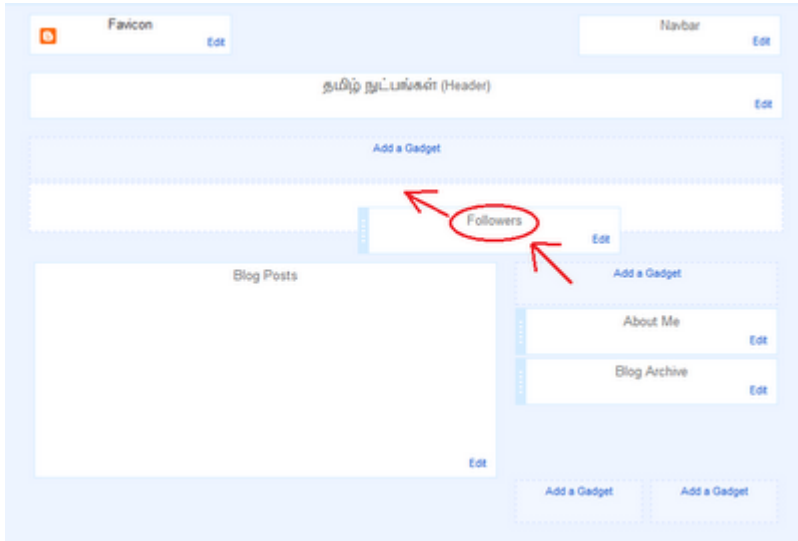 Favicon
Edit
Navbar
Edit
தமிழ் நுட்பங்கள் (Header)
Edit
Add a Gadget
Followers
Edit
Blog Posts
Edit
Add a Gadget
About Me
Edit
Blog Archive
Edit
Add a Gadget
Add a Gadget